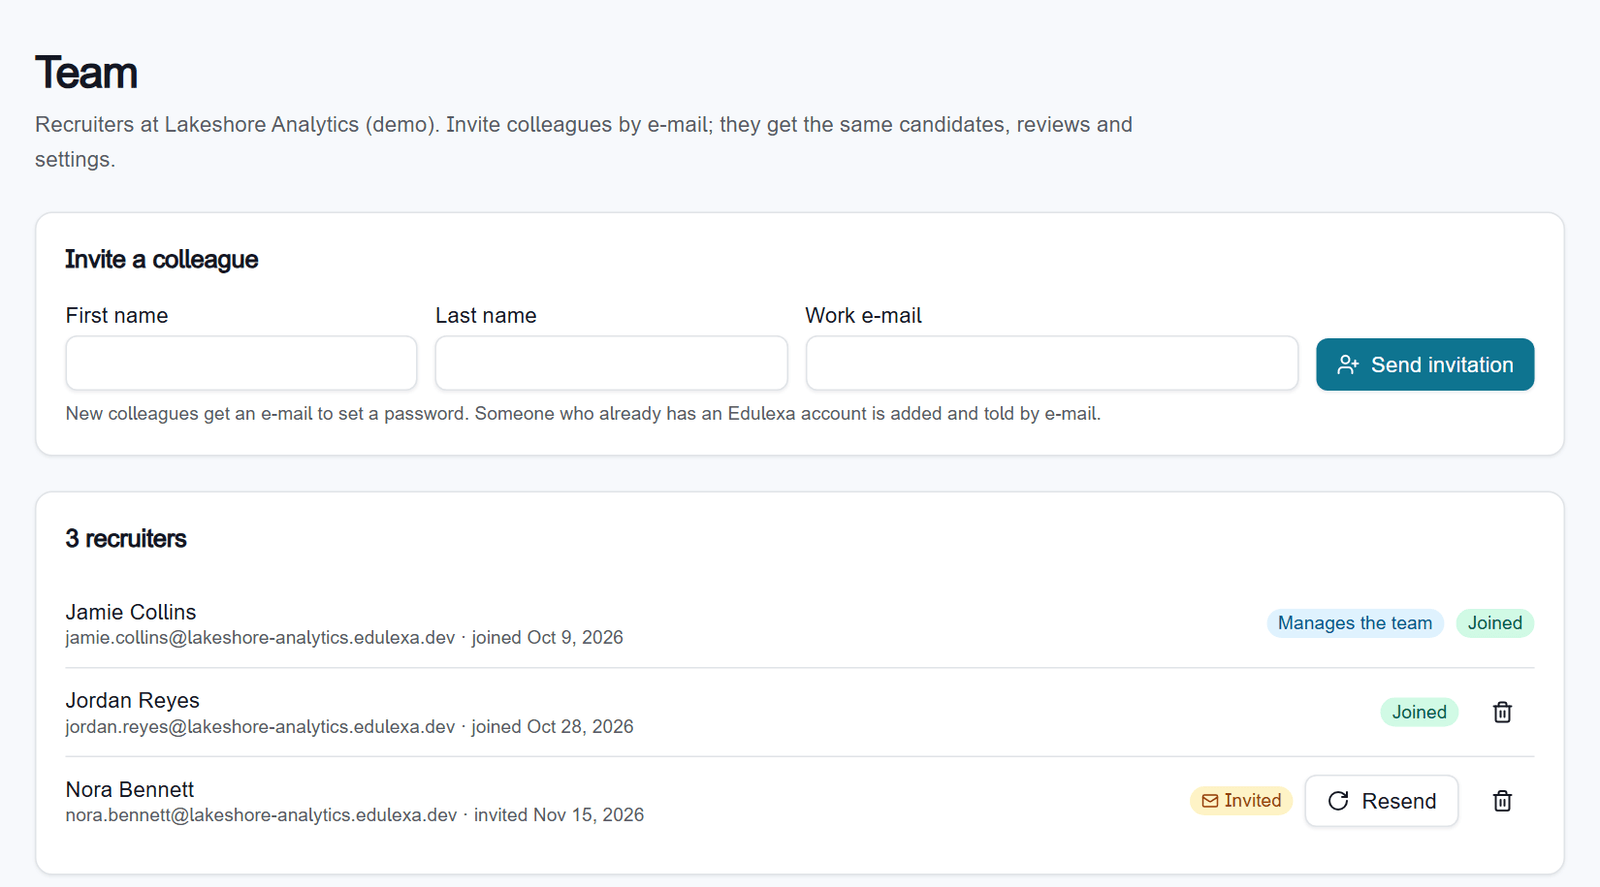 Team
Recruiters at Lakeshore Analytics (demo). Invite colleagues by e-mail; they get the same candidates, reviews and
settings.
Invite a colleague
First name
Last name
Work e-mail
Send invitation
New colleagues get an e-mail to set a password. Someone who already has an Edulexa account is added and told by e-mail.
3 recruiters
Jamie Collins
jamie.collins@lakeshore-analytics.edulexa.dev · joined Oct 9, 2026
Manages the team
Joined
Jordan Reyes
jordan.reyes@lakeshore-analytics.edulexa.dev · joined Oct 28, 2026
Joined
Nora Bennett
nora.bennett@lakeshore-analytics.edulexa.dev · invited Nov 15, 2026
Invited
Resend